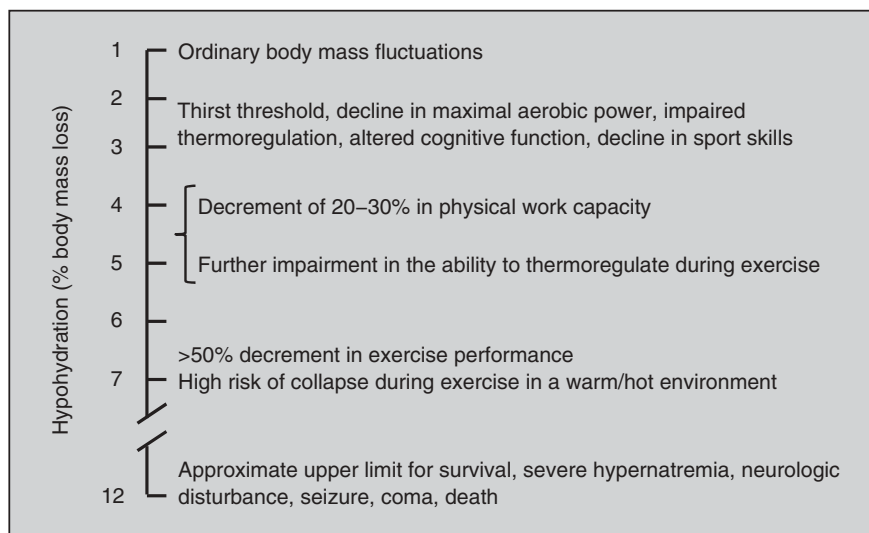 Hypohydration (% body mass loss)
1 Ordinary body mass fluctuations
2
Thirst threshold, decline in maximal aerobic power, impaired
thermoregulation, altered cognitive function, decline in sport skills
3
4 Decrement of 20–30% in physical work capacity
5 Further impairment in the ability to thermoregulate during exercise
6
>50% decrement in exercise performance
7 High risk of collapse during exercise in a warm/hot environment
Approximate upper limit for survival, severe hypernatremia, neurologic
12 disturbance, seizure, coma, death